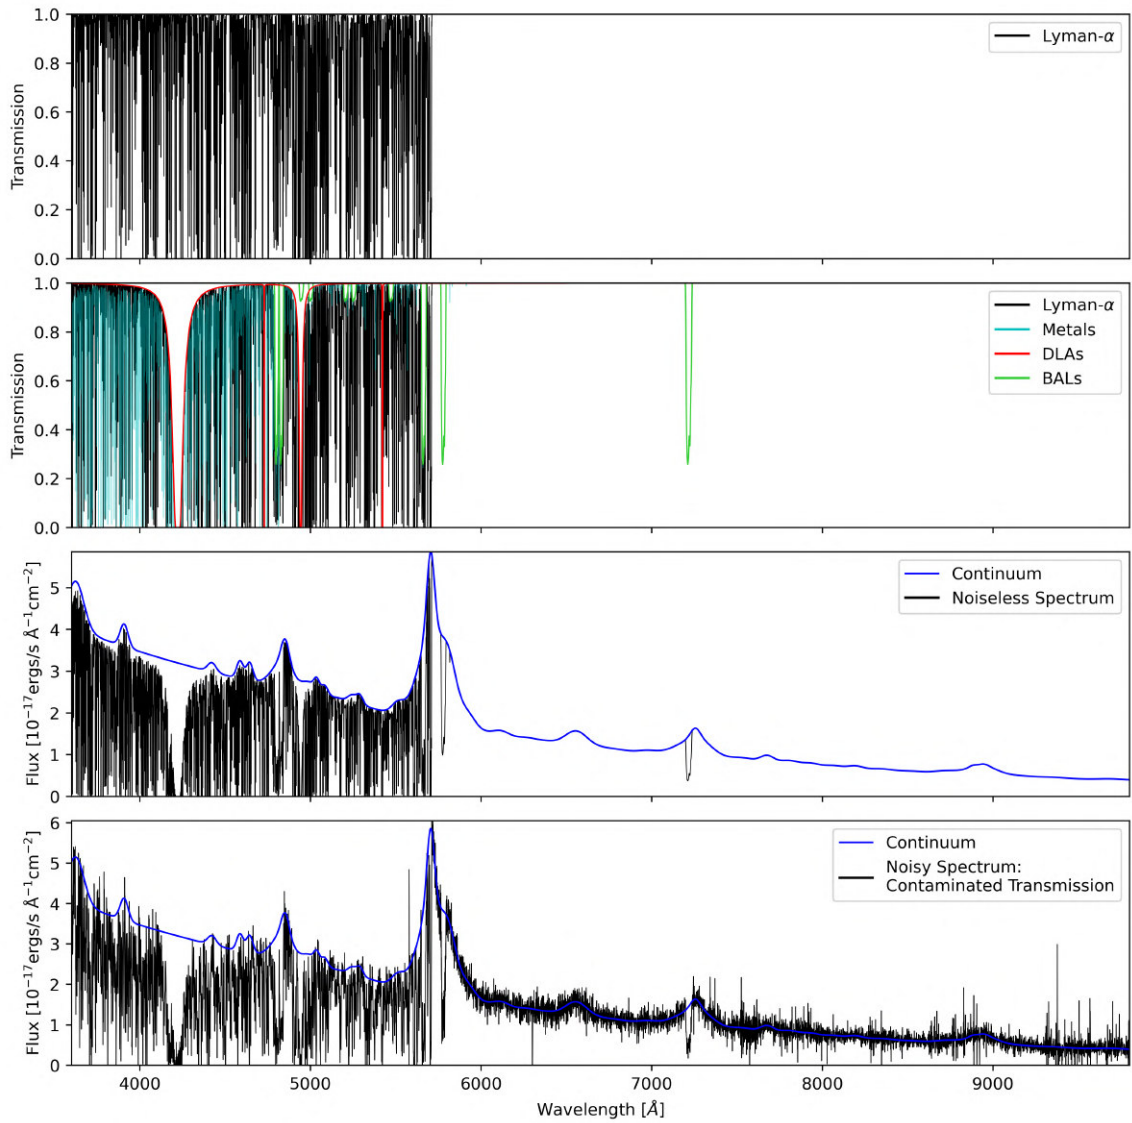 1.0
0.8
0.6
0.4
0.2
0.0
Transmission
Lyman-α
1.0
0.8
0.6
0.4
0.2
0.0
Transmission
Lyman-α
Metals
DLAs
BALs
5
4
3
2
1
0
Flux [10⁻¹⁷ergs/s Å⁻¹cm⁻²]
Continuum
Noiseless Spectrum
6
5
4
3
2
1
0
Flux [10⁻¹⁷ergs/s Å⁻¹cm⁻²]
Continuum
Noisy Spectrum:
Contaminated Transmission
4000 5000 6000 7000 8000 9000
Wavelength [Å]